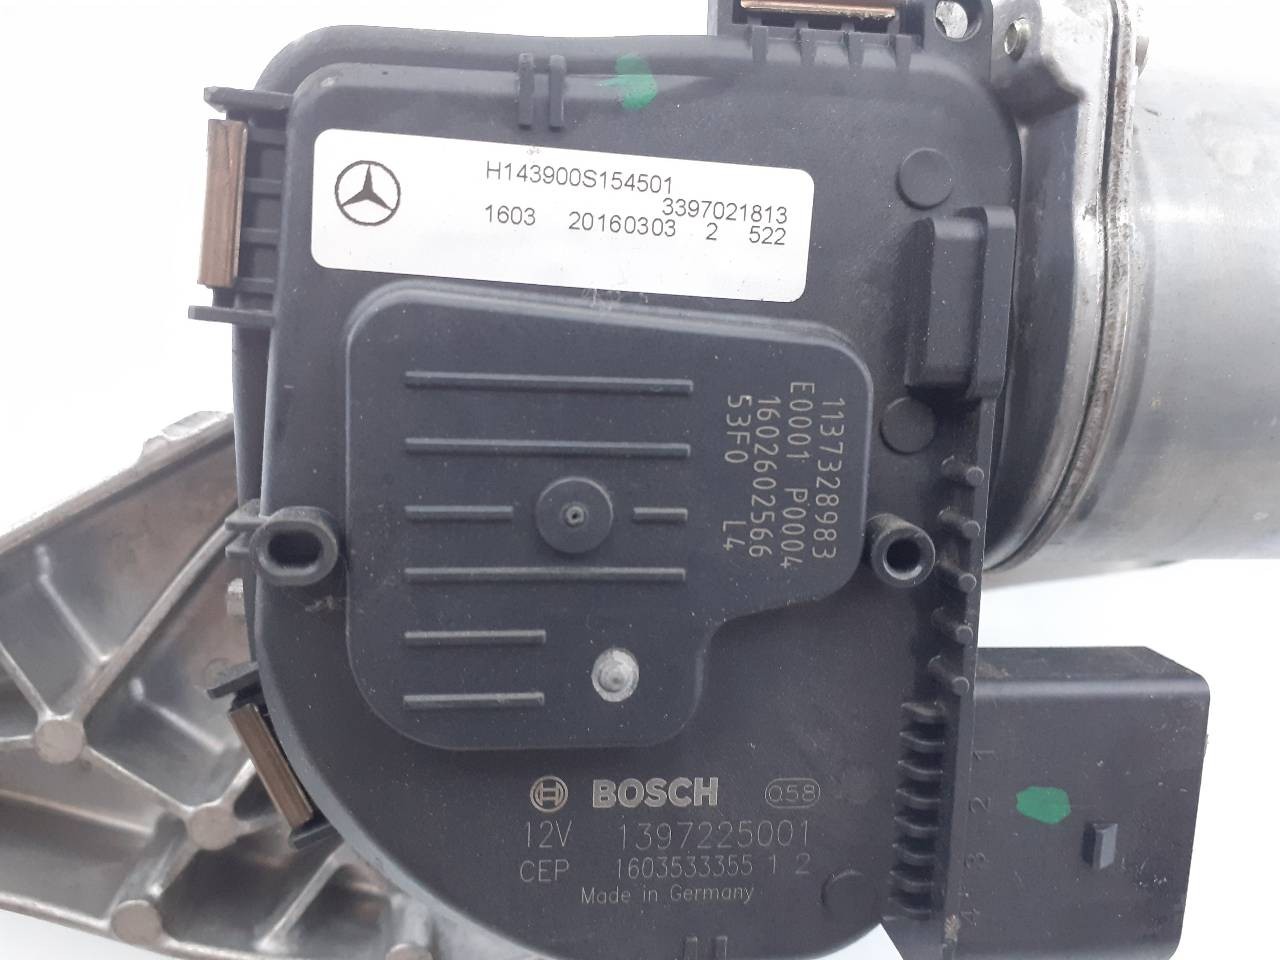 H143900S154501
3397021813
1603 20160303 2 522
1137328983
E0001 P0004
1602602566
53F0 L4
BOSCH Q58
12V 1397225001
CEP 1603533355 1 2
Made in Germany
1
2
3
4